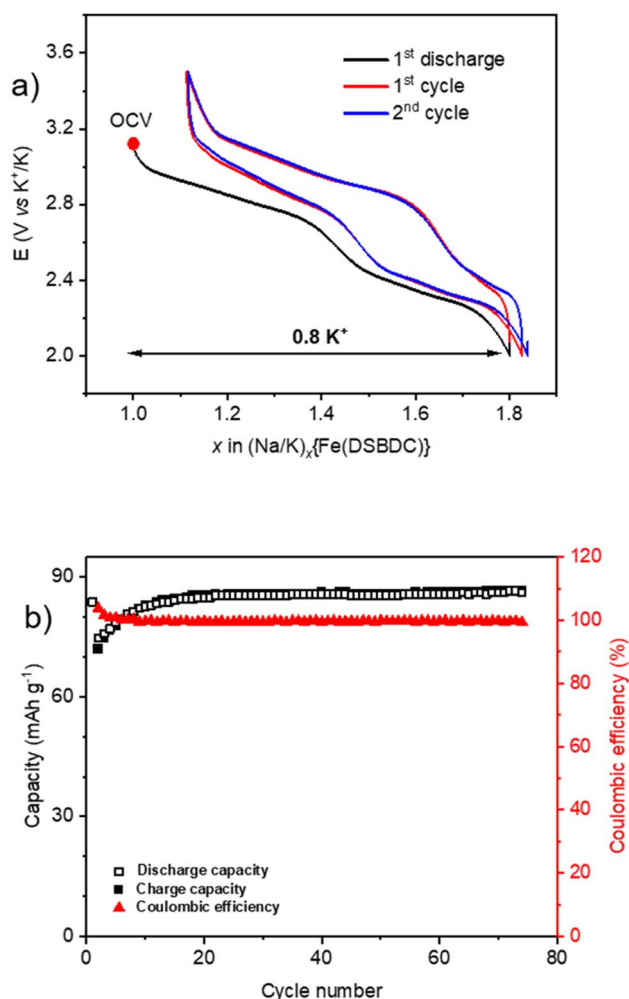 a)
3.6
3.2
2.8
2.4
2.0
E (V vs K⁺/K)
OCV
1ˢᵗ discharge
1ˢᵗ cycle
2ⁿᵈ cycle
0.8 K⁺
1.0 1.2 1.4 1.6 1.8
x in (Na/K)ₓ{Fe(DSBDC)}
b)
90
60
30
0
Capacity (mAh g⁻¹)
120
100
80
60
40
20
0
Coulombic efficiency (%)
Discharge capacity
Charge capacity
Coulombic efficiency
0 20 40 60 80
Cycle number